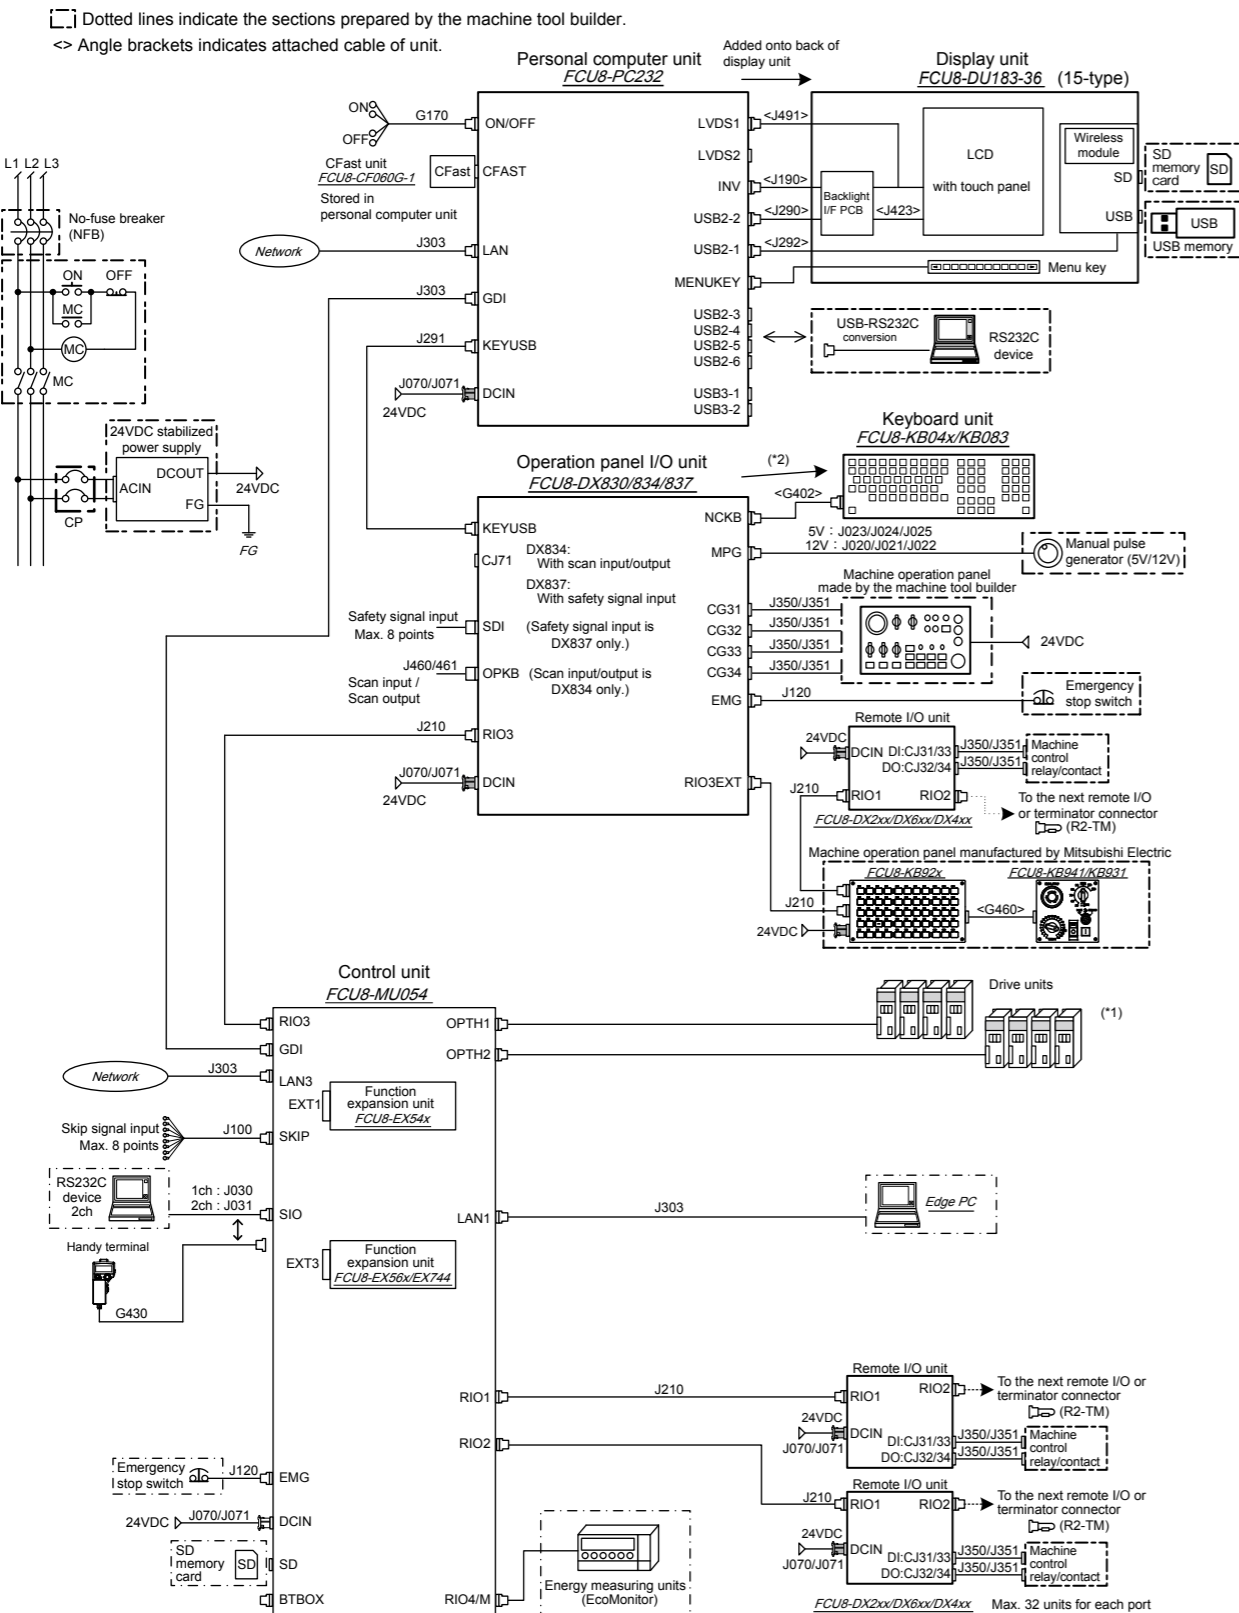 Dotted lines indicate the sections prepared by the machine tool builder.
<> Angle brackets indicates attached cable of unit.
Personal computer unit
FCU8-PC232
Added onto back of
display unit
Display unit
FCU8-DU183-36 (15-type)
ON
OFF
G170
ON/OFF
CFast unit
FCU8-CF060G-1
CFast
CFAST
Stored in
personal computer unit
Network
J303
LAN
J303
GDI
J291
KEYUSB
J070/J071
DCIN
24VDC
LVDS1
LVDS2
INV
USB2-2
USB2-1
MENUKEY
USB2-3
USB2-4
USB2-5
USB2-6
USB3-1
USB3-2
<J491>
<J190>
<J290>
<J292>
Backlight
I/F PCB
<J423>
LCD
with touch panel
Wireless
module
SD
USB
Menu key
SD
memory
card
SD
USB
USB memory
USB-RS232C
conversion
RS232C
device
L1 L2 L3
No-fuse breaker
(NFB)
ON
OFF
MC
MC
MC
24VDC stabilized
power supply
DCOUT
ACIN
FG
24VDC
CP
FG
Operation panel I/O unit
FCU8-DX830/834/837
(*2)
Keyboard unit
FCU8-KB04x/KB083
KEYUSB
CJ71
DX834:
With scan input/output
DX837:
With safety signal input
Safety signal input
Max. 8 points
SDI
(Safety signal input is
DX837 only.)
J460/461
Scan input /
Scan output
OPKB
(Scan input/output is
DX834 only.)
J210
RIO3
J070/J071
DCIN
24VDC
NCKB
<G402>
MPG
5V : J023/J024/J025
12V : J020/J021/J022
Manual pulse
generator (5V/12V)
Machine operation panel
made by the machine tool builder
CG31
J350/J351
CG32
J350/J351
CG33
J350/J351
CG34
J350/J351
24VDC
EMG
J120
Emergency
stop switch
Remote I/O unit
24VDC
DCIN
DI:CJ31/33
J350/J351
DO:CJ32/34
J350/J351
Machine
control
relay/contact
RIO3EXT
J210
RIO1
RIO2
To the next remote I/O
or terminator connector
(R2-TM)
FCU8-DX2xx/DX6xx/DX4xx
Machine operation panel manufactured by Mitsubishi Electric
FCU8-KB92x
FCU8-KB941/KB931
J210
<G460>
24VDC
Control unit
FCU8-MU054
RIO3
GDI
Network
J303
LAN3
EXT1
Function
expansion unit
FCU8-EX54x
Skip signal input
Max. 8 points
J100
SKIP
RS232C
device
2ch
1ch : J030
2ch : J031
SIO
Handy terminal
G430
EXT3
Function
expansion unit
FCU8-EX56x/EX744
OPTH1
OPTH2
Drive units
(*1)
LAN1
J303
Edge PC
RIO1
J210
RIO2
Remote I/O unit
RIO1
RIO2
To the next remote I/O or
terminator connector
(R2-TM)
24VDC
DCIN
J070/J071
DI:CJ31/33
J350/J351
DO:CJ32/34
J350/J351
Machine
control
relay/contact
Remote I/O unit
J210
RIO1
RIO2
To the next remote I/O or
terminator connector
(R2-TM)
24VDC
DCIN
J070/J071
DI:CJ31/33
J350/J351
DO:CJ32/34
J350/J351
Machine
control
relay/contact
FCU8-DX2xx/DX6xx/DX4xx
Max. 32 units for each port
Emergency
stop switch
J120
EMG
24VDC
J070/J071
DCIN
SD
memory
card
SD
SD
BTBOX
RIO4/M
Energy measuring units
(EcoMonitor)